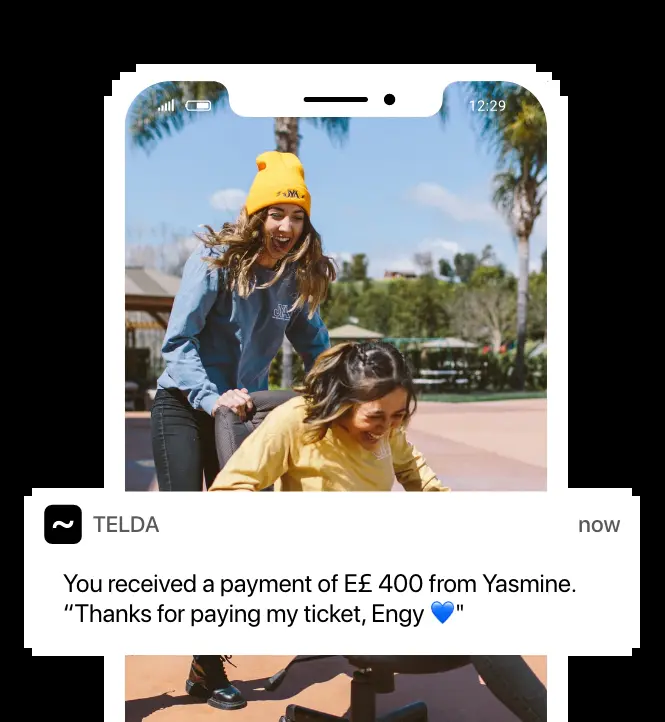 12:29
TELDA
now
You received a payment of E£ 400 from Yasmine.
“Thanks for paying my ticket, Engy 💙"